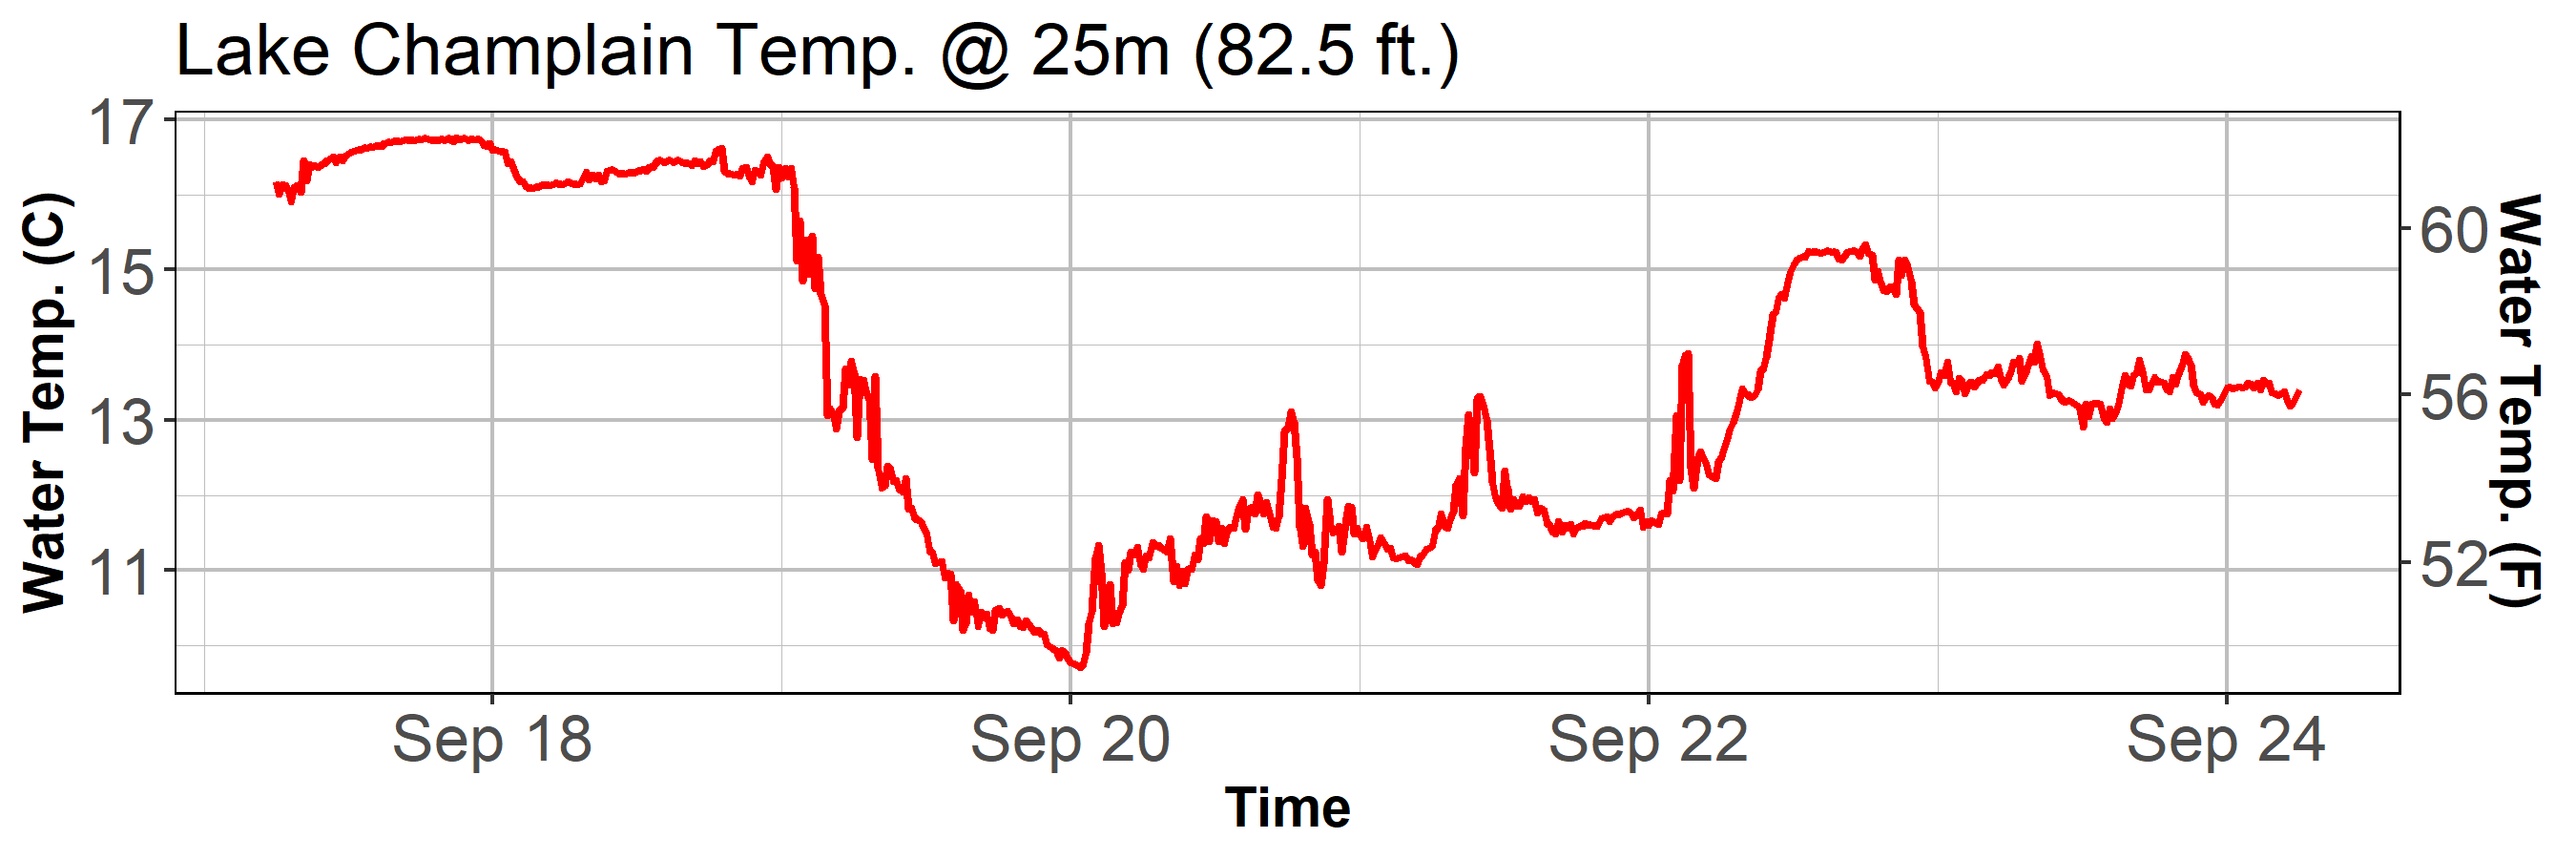 Lake Champlain Temp. @ 25m (82.5 ft.)
Water Temp. (C)
17
15
13
11
60
56
52
Water Temp. (F)
Sep 18
Sep 20
Sep 22
Sep 24
Time